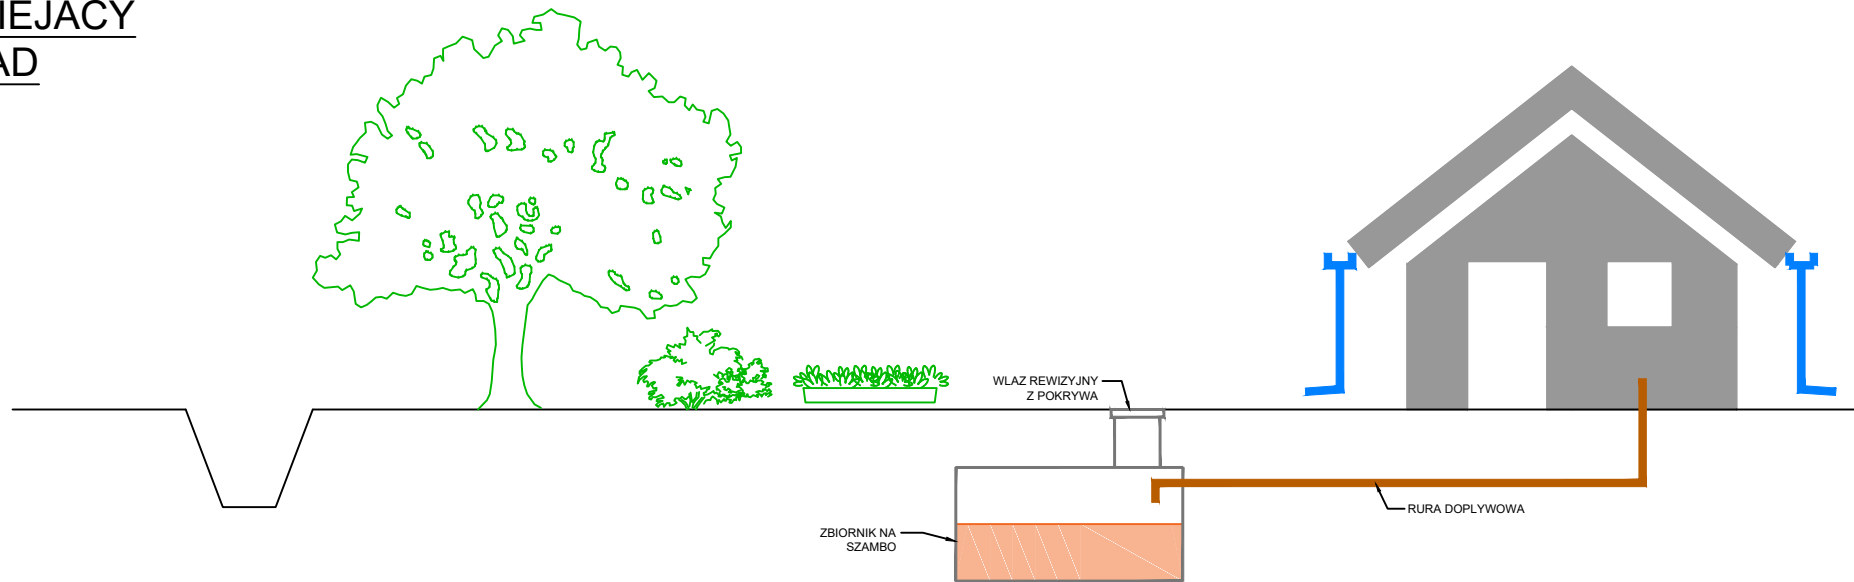 IEJACY
AD
WLAZ REWIZYJNY
Z POKRYWA
ZBIORNIK NA
SZAMBO
RURA DOPLYWOWA